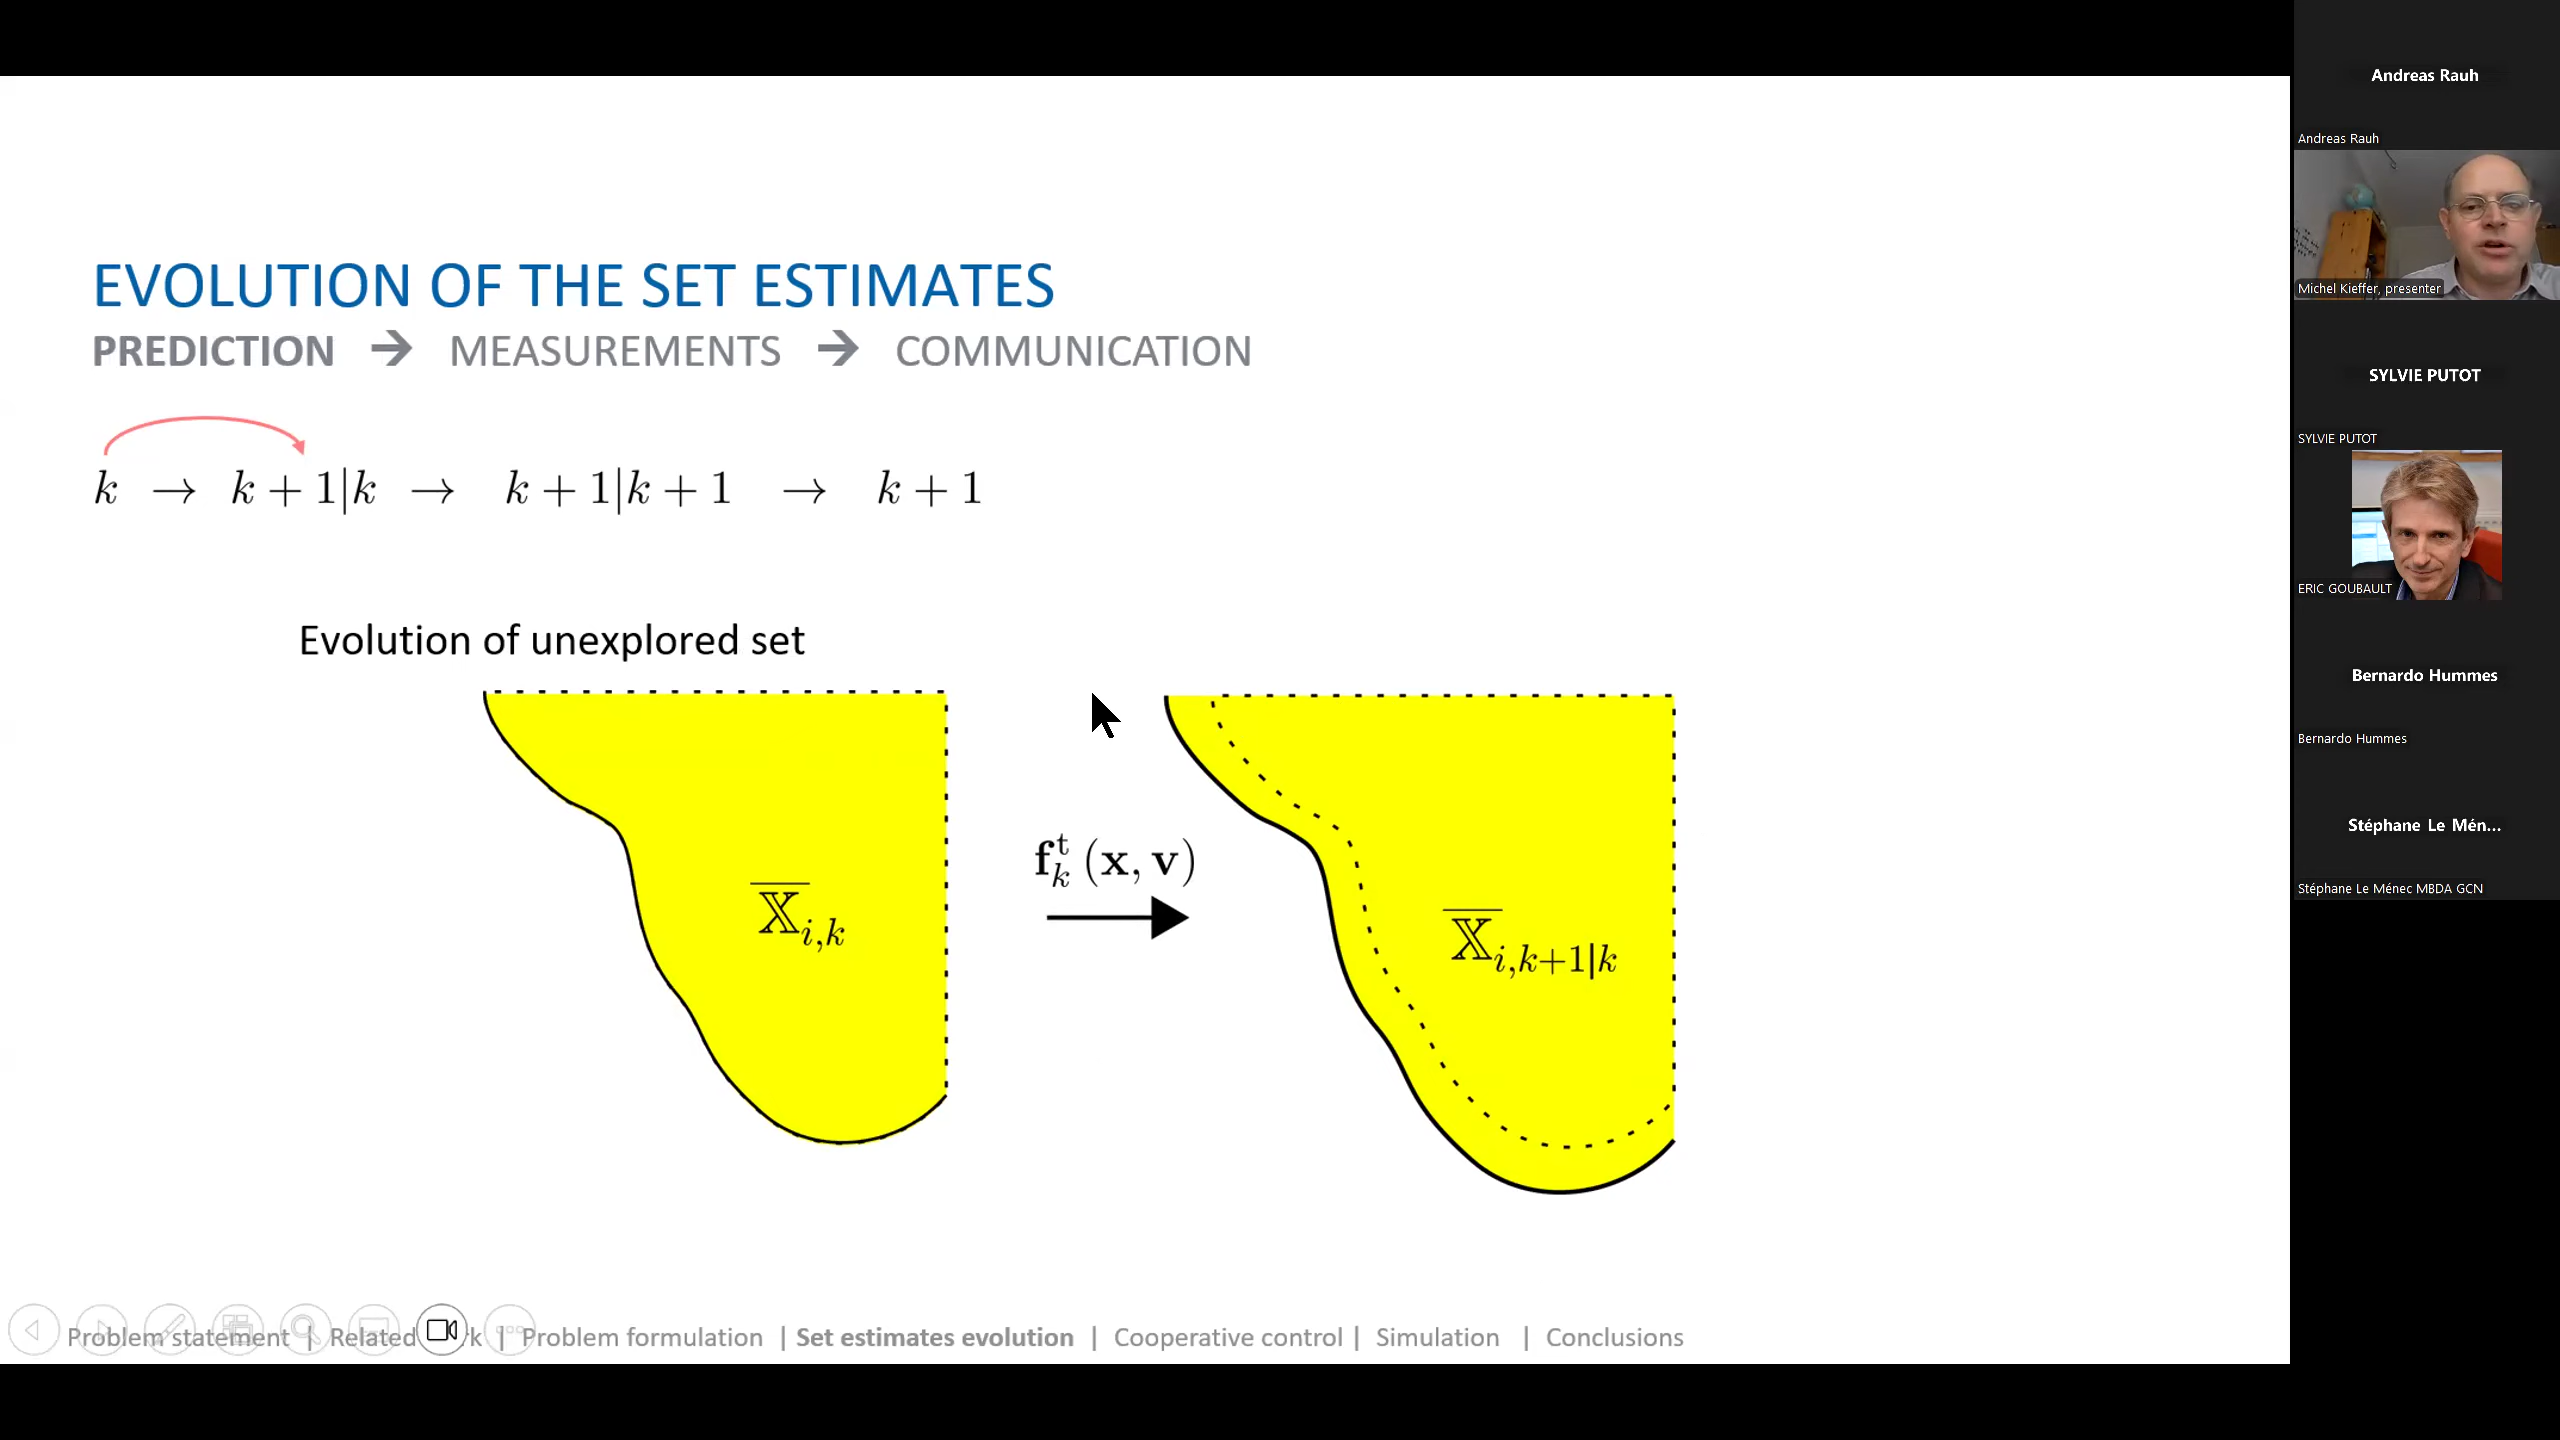 EVOLUTION OF THE SET ESTIMATES
PREDICTION → MEASUREMENTS → COMMUNICATION
k → k + 1|k → k + 1|k + 1 → k + 1
Evolution of unexplored set
f_k^t (x, v)
X̅_{i,k}
X̅_{i,k+1|k}
Problem statement | Related k | Problem formulation | Set estimates evolution | Cooperative control | Simulation | Conclusions
Andreas Rauh
Andreas Rauh
Michel Kieffer, presenter
SYLVIE PUTOT
SYLVIE PUTOT
ERIC GOUBAULT
Bernardo Hummes
Bernardo Hummes
Stéphane Le Mén...
Stéphane Le Ménec MBDA GCN